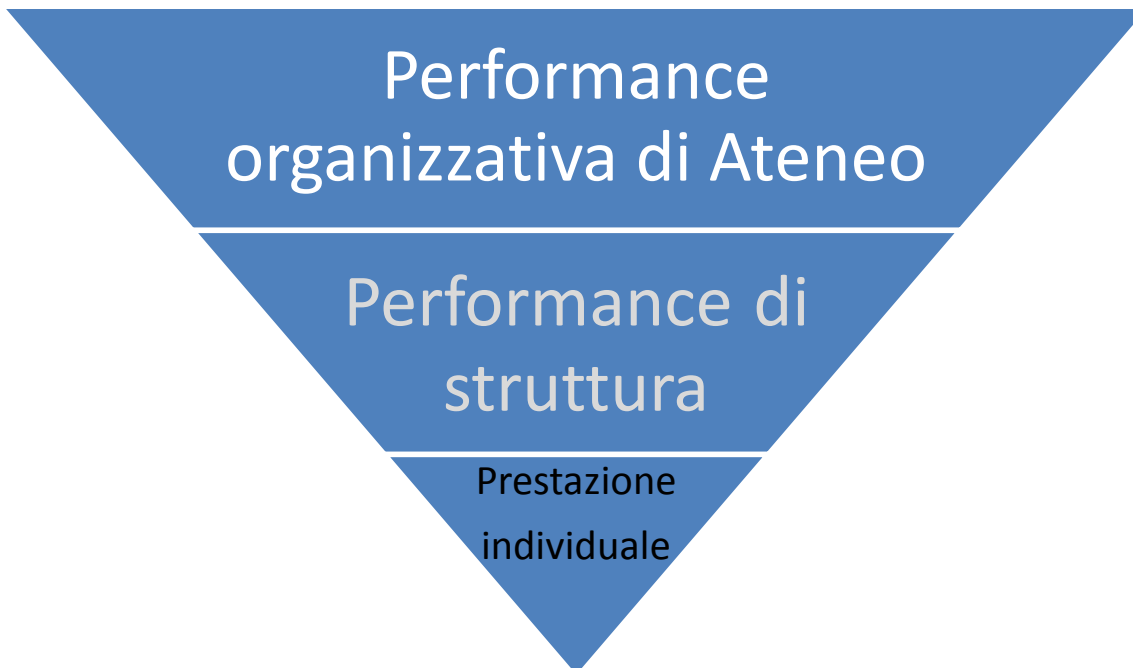 Performance
organizzativa di Ateneo
Performance di
struttura
Prestazione
individuale